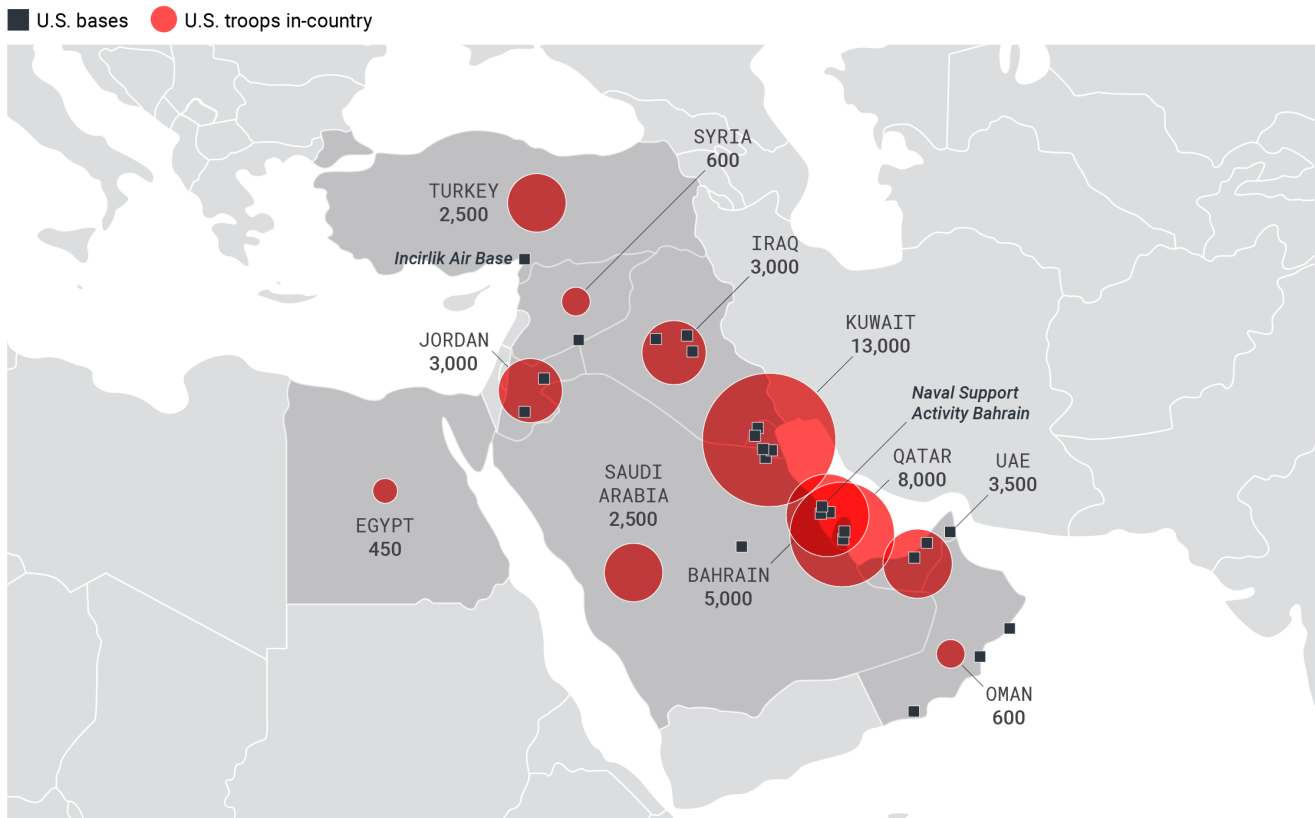 U.S. bases
U.S. troops in-country
SYRIA
600
TURKEY
2,500
IRAQ
3,000
Incirlik Air Base
KUWAIT
13,000
JORDAN
3,000
Naval Support
Activity Bahrain
QATAR
8,000
UAE
3,500
SAUDI
ARABIA
2,500
EGYPT
450
BAHRAIN
5,000
OMAN
600